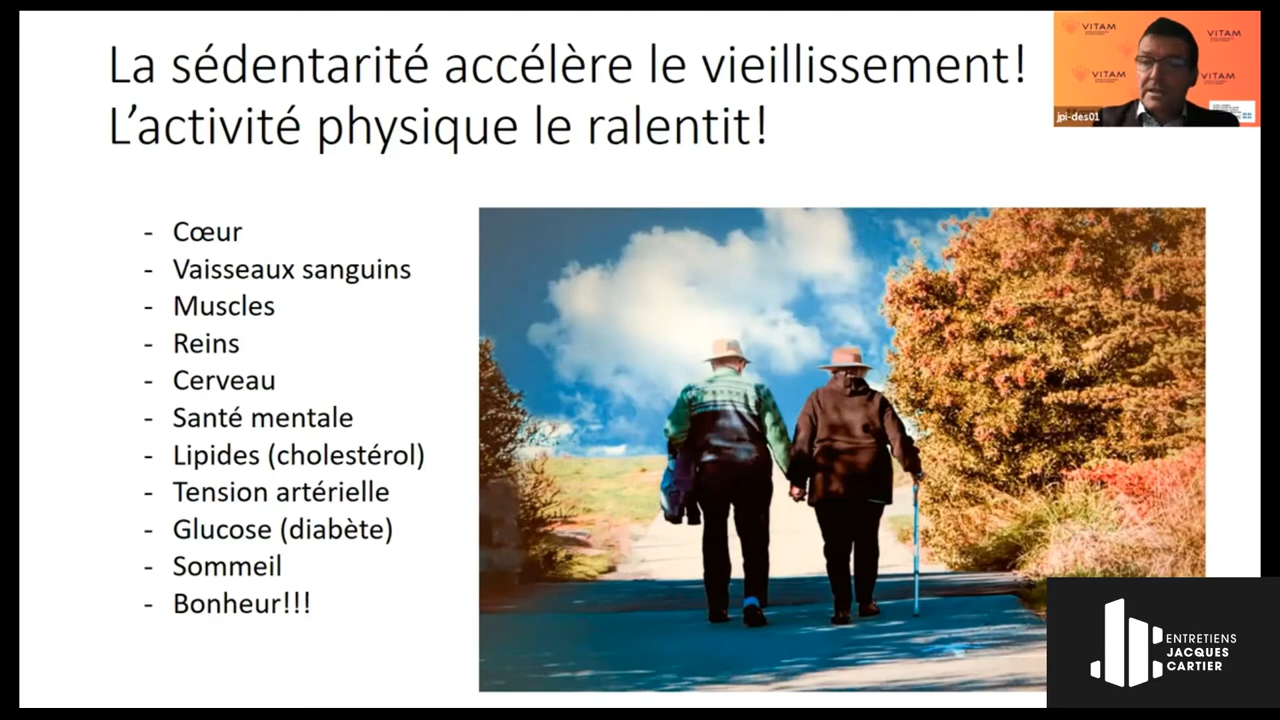 La sédentarité accélère le vieillissement!
L’activité physique le ralentit!
- Cœur
- Vaisseaux sanguins
- Muscles
- Reins
- Cerveau
- Santé mentale
- Lipides (cholestérol)
- Tension artérielle
- Glucose (diabète)
- Sommeil
- Bonheur!!!
VITAM
VITAM
VITAM
VITAM
jpi-des01
ENTRETIENS
JACQUES
CARTIER